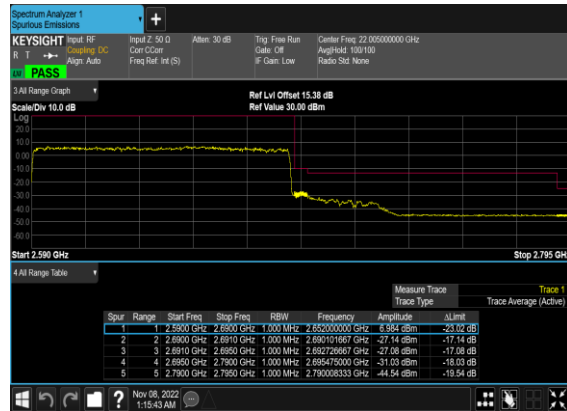 Spectrum Analyzer 1
Spurious Emissions
+
KEYSIGHT Input: RF Input Z: 50 Ω Atten: 30 dB Trig: Free Run Center Freq: 22.005000000 GHz
R T Coupling: DC Corr CCorr Gate: Off Avg|Hold: 100/100
Align: Auto Freq Ref: Int (S) IF Gain: Low Radio Std: None
LV PASS
3 All Range Graph
Ref Lvl Offset 15.38 dB
Scale/Div 10.0 dB Ref Value 30.00 dBm
Log
20.0
10.0
0.00
-10.0
-20.0
-30.0
-40.0
-50.0
-60.0
Start 2.590 GHz Stop 2.795 GHz
4 All Range Table
Measure Trace Trace 1
Trace Type Trace Average (Active)
Spur Range Start Freq Stop Freq RBW Frequency Amplitude ΔLimit
1 1 2.5900 GHz 2.6900 GHz 1.000 MHz 2.652000000 GHz 6.984 dBm -23.02 dB
2 2 2.6900 GHz 2.6910 GHz 1.000 MHz 2.690101667 GHz -27.14 dBm -17.14 dB
3 3 2.6910 GHz 2.6950 GHz 1.000 MHz 2.692726667 GHz -27.08 dBm -17.08 dB
4 4 2.6950 GHz 2.7900 GHz 1.000 MHz 2.695475000 GHz -31.03 dBm -18.03 dB
5 5 2.7900 GHz 2.7950 GHz 1.000 MHz 2.790008333 GHz -44.54 dBm -19.54 dB
? Nov 08, 2022
1:15:43 AM